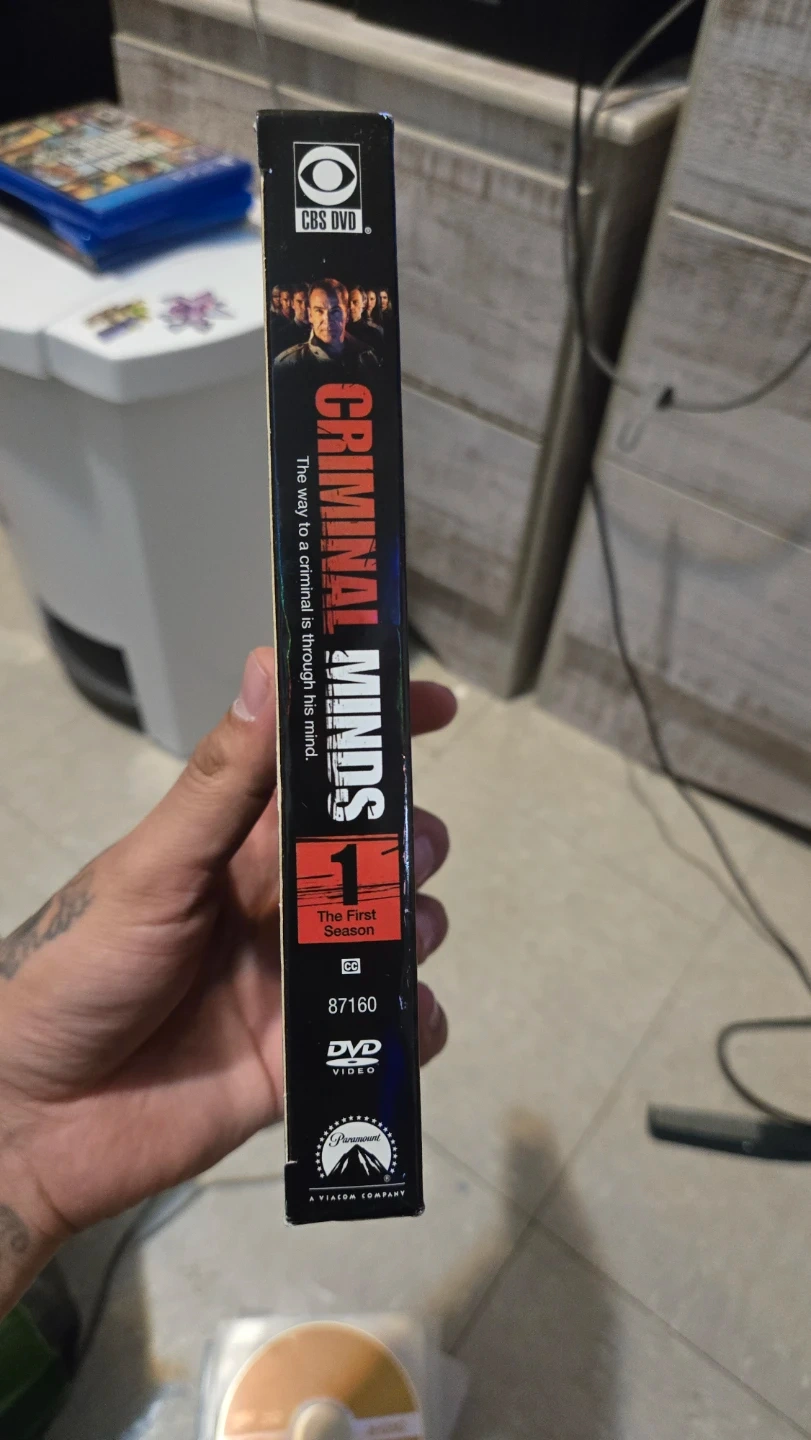 CBS DVD
®
CRIMINAL MINDS
The way to a criminal is through his mind.
1
The First
Season
CC
87160
DVD
VIDEO
Paramount
®
A VIACOM COMPANY